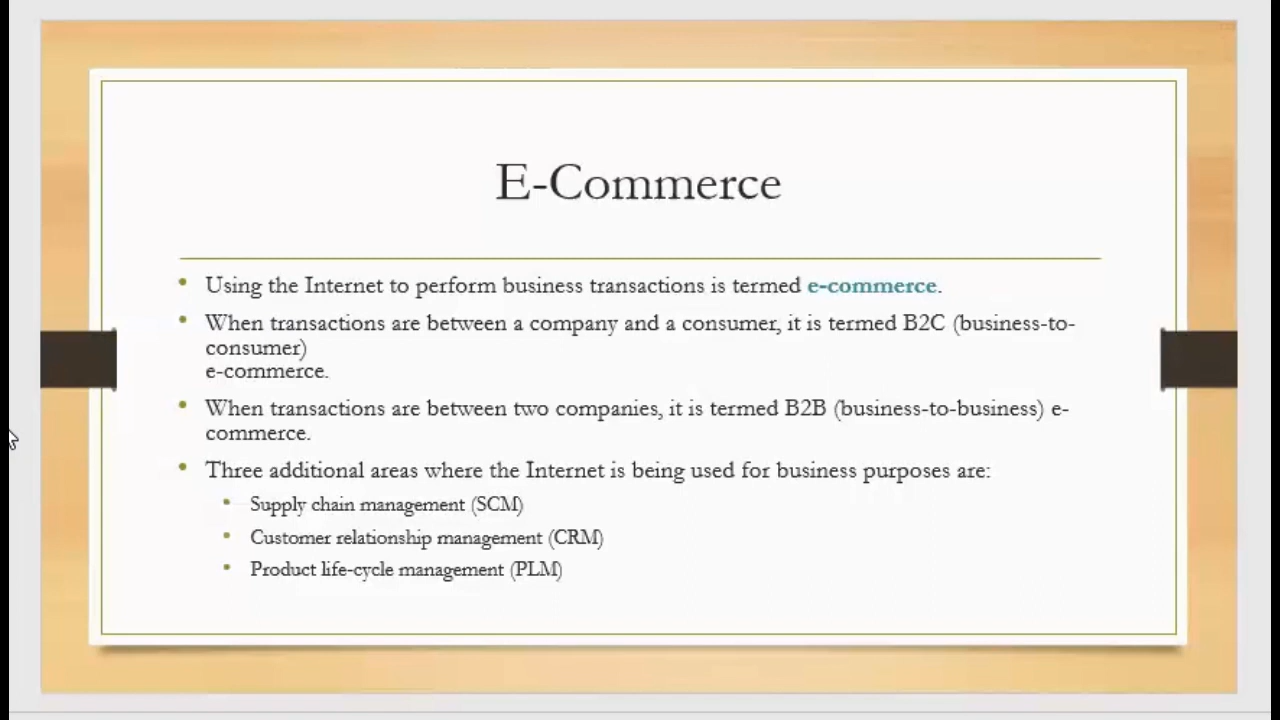 E-Commerce
• Using the Internet to perform business transactions is termed e-commerce.
• When transactions are between a company and a consumer, it is termed B2C (business-to-
consumer)
e-commerce.
• When transactions are between two companies, it is termed B2B (business-to-business) e-
commerce.
• Three additional areas where the Internet is being used for business purposes are:
• Supply chain management (SCM)
• Customer relationship management (CRM)
• Product life-cycle management (PLM)